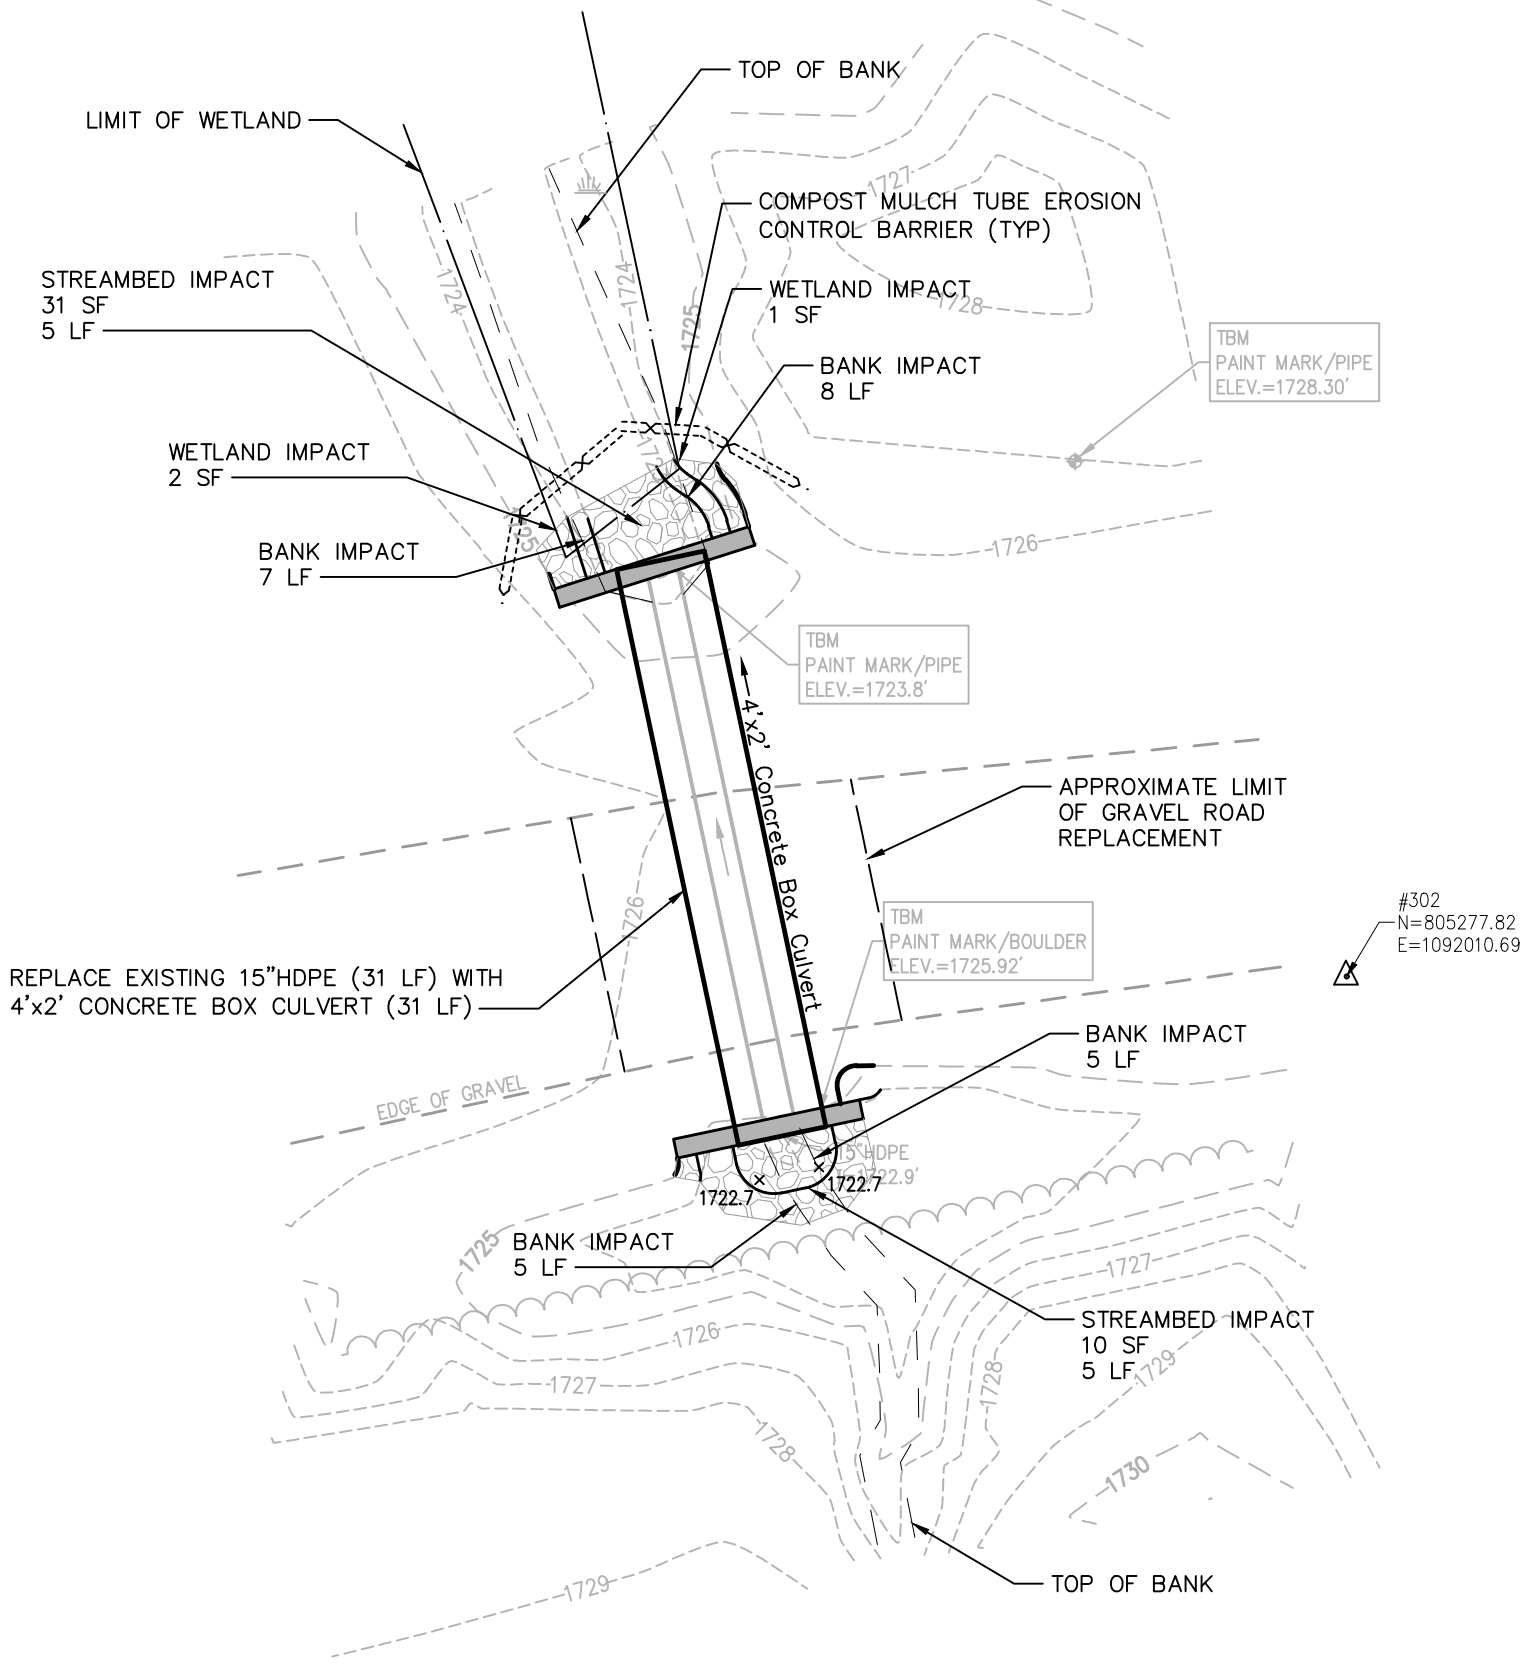 TOP OF BANK
LIMIT OF WETLAND
1727
COMPOST MULCH TUBE EROSION
CONTROL BARRIER (TYP)
STREAMBED IMPACT
31 SF
5 LF
1724
1724
WETLAND IMPACT
1 SF
1728
1725
TBM
PAINT MARK/PIPE
ELEV.=1728.30'
BANK IMPACT
8 LF
WETLAND IMPACT
2 SF
1725
BANK IMPACT
7 LF
1726
TBM
PAINT MARK/PIPE
ELEV.=1723.8'
4'x2' Concrete Box Culvert
APPROXIMATE LIMIT
OF GRAVEL ROAD
REPLACEMENT
1726
TBM
PAINT MARK/BOULDER
ELEV.=1725.92'
#302
N=805277.82
E=1092010.69
REPLACE EXISTING 15"HDPE (31 LF) WITH
4'x2' CONCRETE BOX CULVERT (31 LF)
BANK IMPACT
5 LF
EDGE OF GRAVEL
15"HDPE
1722.9'
1722.7
1722.7
1725
BANK IMPACT
5 LF
1727
STREAMBED IMPACT
10 SF
5 LF
1726
1727
1728
1729
1728
1730
1729
TOP OF BANK